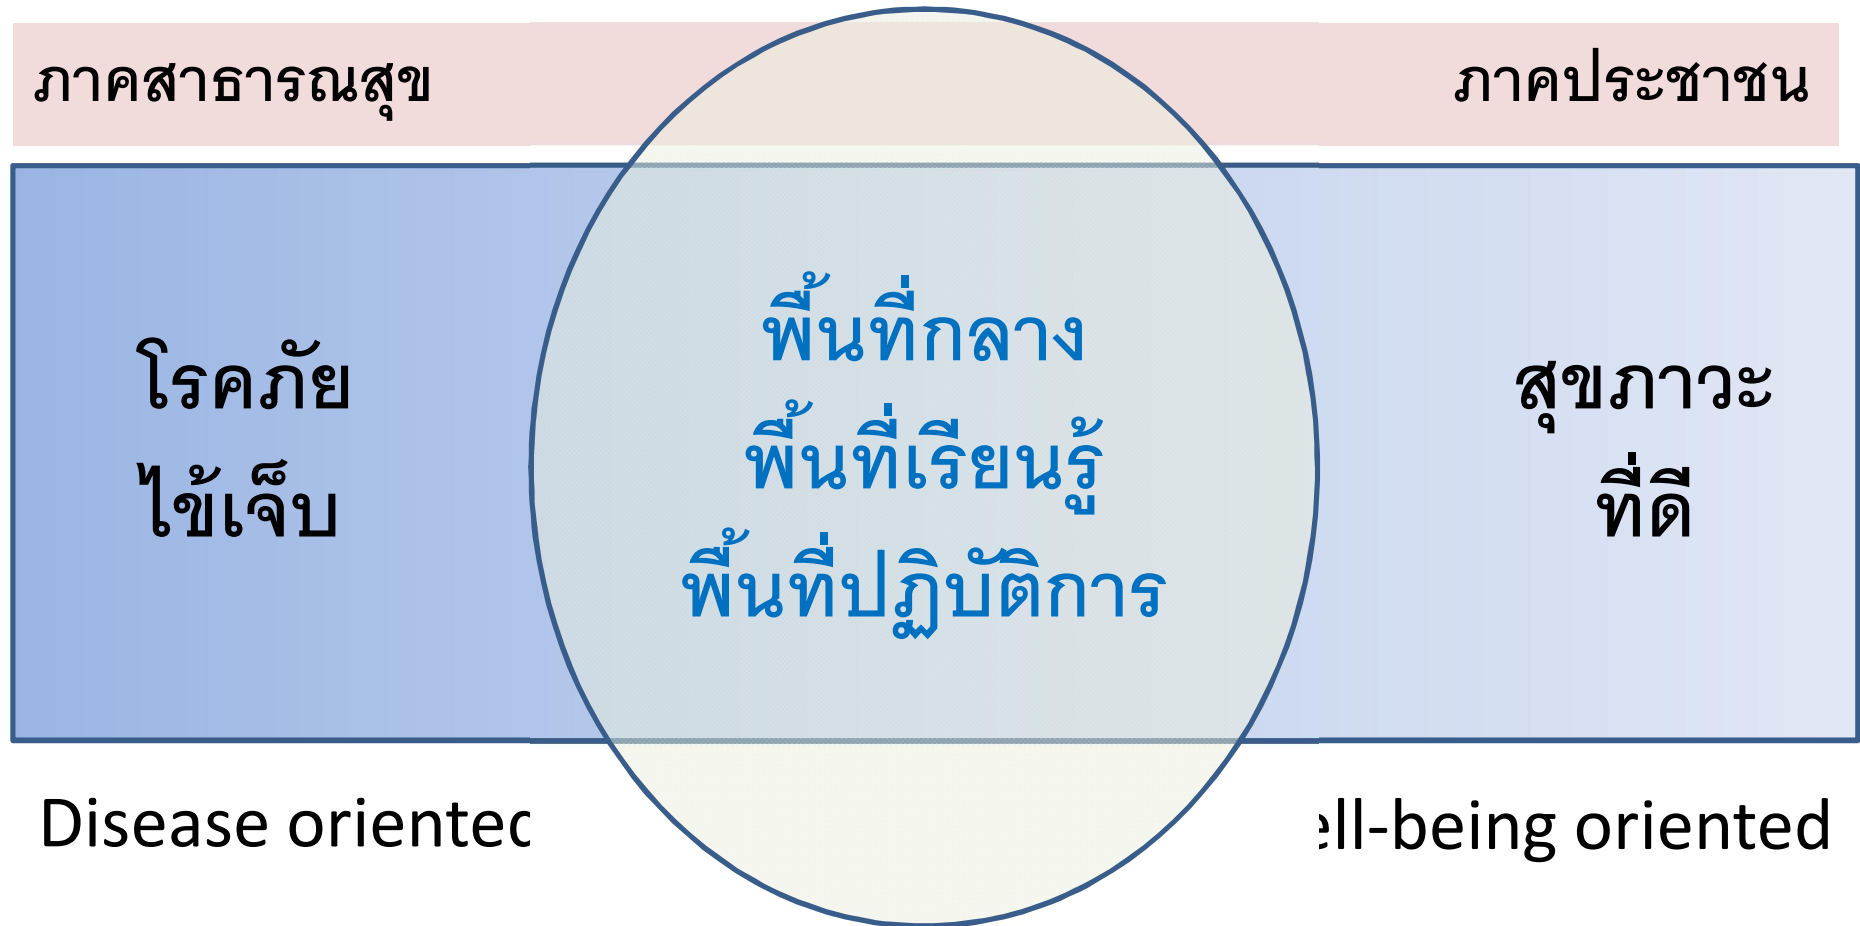 ภาคสาธารณสุข
ภาคประชาชน
โรคภัย
ไข้เจ็บ
พื้นที่กลาง
พื้นที่เรียนรู้
พื้นที่ปฏิบัติการ
สุขภาวะ
ที่ดี
Disease oriented
ell-being oriented